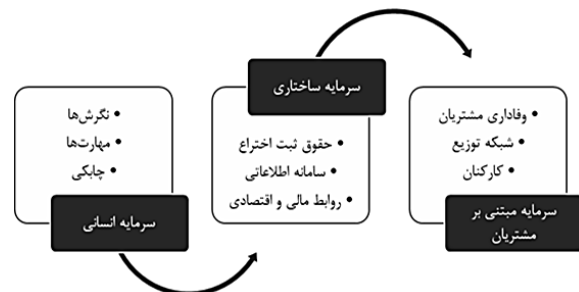 سرمایه انسانی
• نگرش‌ها
• مهارت‌ها
• چابکی
سرمایه ساختاری
• حقوق ثبت اختراع
• سامانه اطلاعاتی
• روابط مالی و اقتصادی
سرمایه مبتنی بر
مشتریان
• وفاداری مشتریان
• شبکه توزیع
• کارکنان